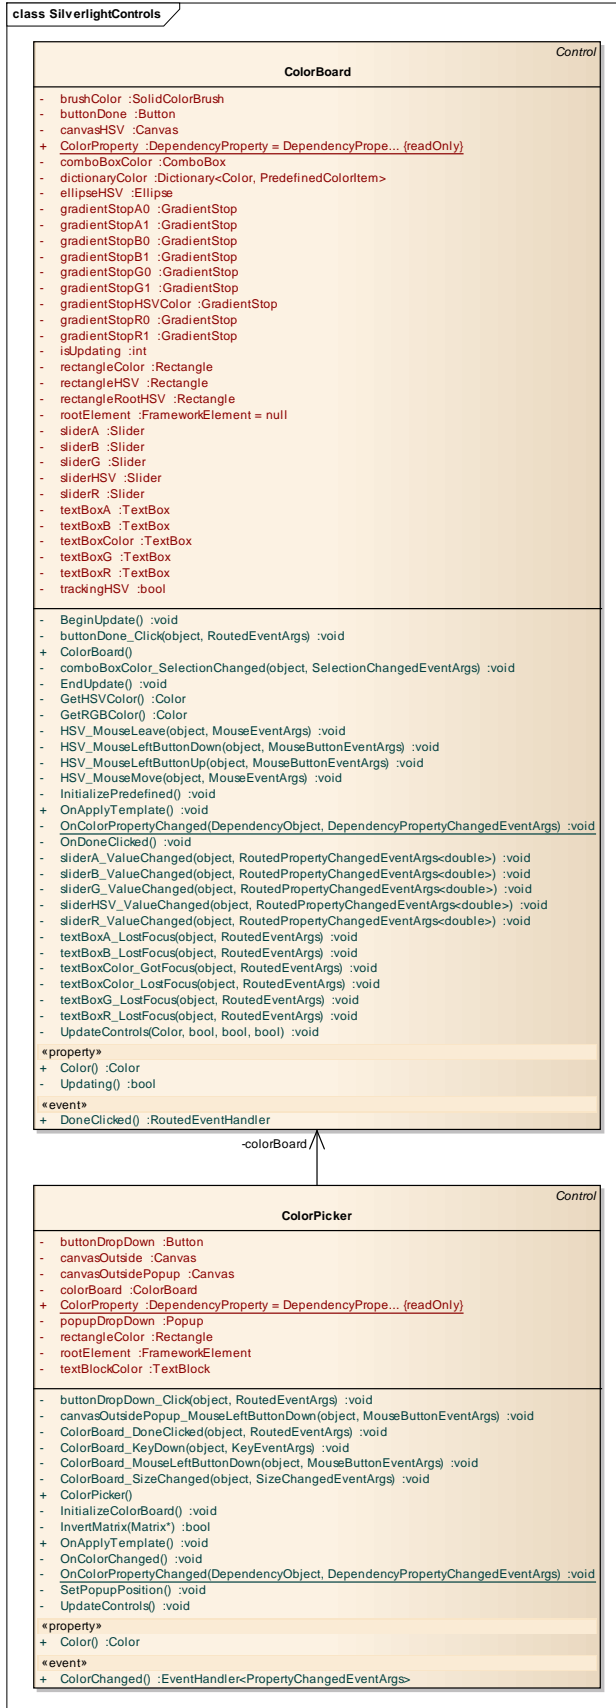 class SilverlightControls
Control
ColorBoard
- brushColor :SolidColorBrush
- buttonDone :Button
- canvasHSV :Canvas
+ ColorProperty :DependencyProperty = DependencyPrope... {readOnly}
- comboBoxColor :ComboBox
- dictionaryColor :Dictionary<Color, PredefinedColorItem>
- ellipseHSV :Ellipse
- gradientStopA0 :GradientStop
- gradientStopA1 :GradientStop
- gradientStopB0 :GradientStop
- gradientStopB1 :GradientStop
- gradientStopG0 :GradientStop
- gradientStopG1 :GradientStop
- gradientStopHSVColor :GradientStop
- gradientStopR0 :GradientStop
- gradientStopR1 :GradientStop
- isUpdating :int
- rectangleColor :Rectangle
- rectangleHSV :Rectangle
- rectangleRootHSV :Rectangle
- rootElement :FrameworkElement = null
- sliderA :Slider
- sliderB :Slider
- sliderG :Slider
- sliderHSV :Slider
- sliderR :Slider
- textBoxA :TextBox
- textBoxB :TextBox
- textBoxColor :TextBox
- textBoxG :TextBox
- textBoxR :TextBox
- trackingHSV :bool
- BeginUpdate() :void
- buttonDone_Click(object, RoutedEventArgs) :void
+ ColorBoard()
- comboBoxColor_SelectionChanged(object, SelectionChangedEventArgs) :void
- EndUpdate() :void
- GetHSVColor() :Color
- GetRGBColor() :Color
- HSV_MouseLeave(object, MouseEventArgs) :void
- HSV_MouseLeftButtonDown(object, MouseButtonEventArgs) :void
- HSV_MouseLeftButtonUp(object, MouseButtonEventArgs) :void
- HSV_MouseMove(object, MouseEventArgs) :void
- InitializePredefined() :void
+ OnApplyTemplate() :void
- OnColorPropertyChanged(DependencyObject, DependencyPropertyChangedEventArgs) :void
- OnDoneClicked() :void
- sliderA_ValueChanged(object, RoutedPropertyChangedEventArgs<double>) :void
- sliderB_ValueChanged(object, RoutedPropertyChangedEventArgs<double>) :void
- sliderG_ValueChanged(object, RoutedPropertyChangedEventArgs<double>) :void
- sliderHSV_ValueChanged(object, RoutedPropertyChangedEventArgs<double>) :void
- sliderR_ValueChanged(object, RoutedPropertyChangedEventArgs<double>) :void
- textBoxA_LostFocus(object, RoutedEventArgs) :void
- textBoxB_LostFocus(object, RoutedEventArgs) :void
- textBoxColor_GotFocus(object, RoutedEventArgs) :void
- textBoxColor_LostFocus(object, RoutedEventArgs) :void
- textBoxG_LostFocus(object, RoutedEventArgs) :void
- textBoxR_LostFocus(object, RoutedEventArgs) :void
- UpdateControls(Color, bool, bool, bool) :void
«property»
+ Color() :Color
- Updating() :bool
«event»
+ DoneClicked() :RoutedEventHandler
-colorBoard
Control
ColorPicker
- buttonDropDown :Button
- canvasOutside :Canvas
- canvasOutsidePopup :Canvas
- colorBoard :ColorBoard
+ ColorProperty :DependencyProperty = DependencyPrope... {readOnly}
- popupDropDown :Popup
- rectangleColor :Rectangle
- rootElement :FrameworkElement
- textBlockColor :TextBlock
- buttonDropDown_Click(object, RoutedEventArgs) :void
- canvasOutsidePopup_MouseLeftButtonDown(object, MouseButtonEventArgs) :void
- ColorBoard_DoneClicked(object, RoutedEventArgs) :void
- ColorBoard_KeyDown(object, KeyEventArgs) :void
- ColorBoard_MouseLeftButtonDown(object, MouseButtonEventArgs) :void
- ColorBoard_SizeChanged(object, SizeChangedEventArgs) :void
+ ColorPicker()
- InitializeColorBoard() :void
- InvertMatrix(Matrix*) :bool
+ OnApplyTemplate() :void
- OnColorChanged() :void
- OnColorPropertyChanged(DependencyObject, DependencyPropertyChangedEventArgs) :void
- SetPopupPosition() :void
- UpdateControls() :void
«property»
+ Color() :Color
«event»
+ ColorChanged() :EventHandler<PropertyChangedEventArgs>